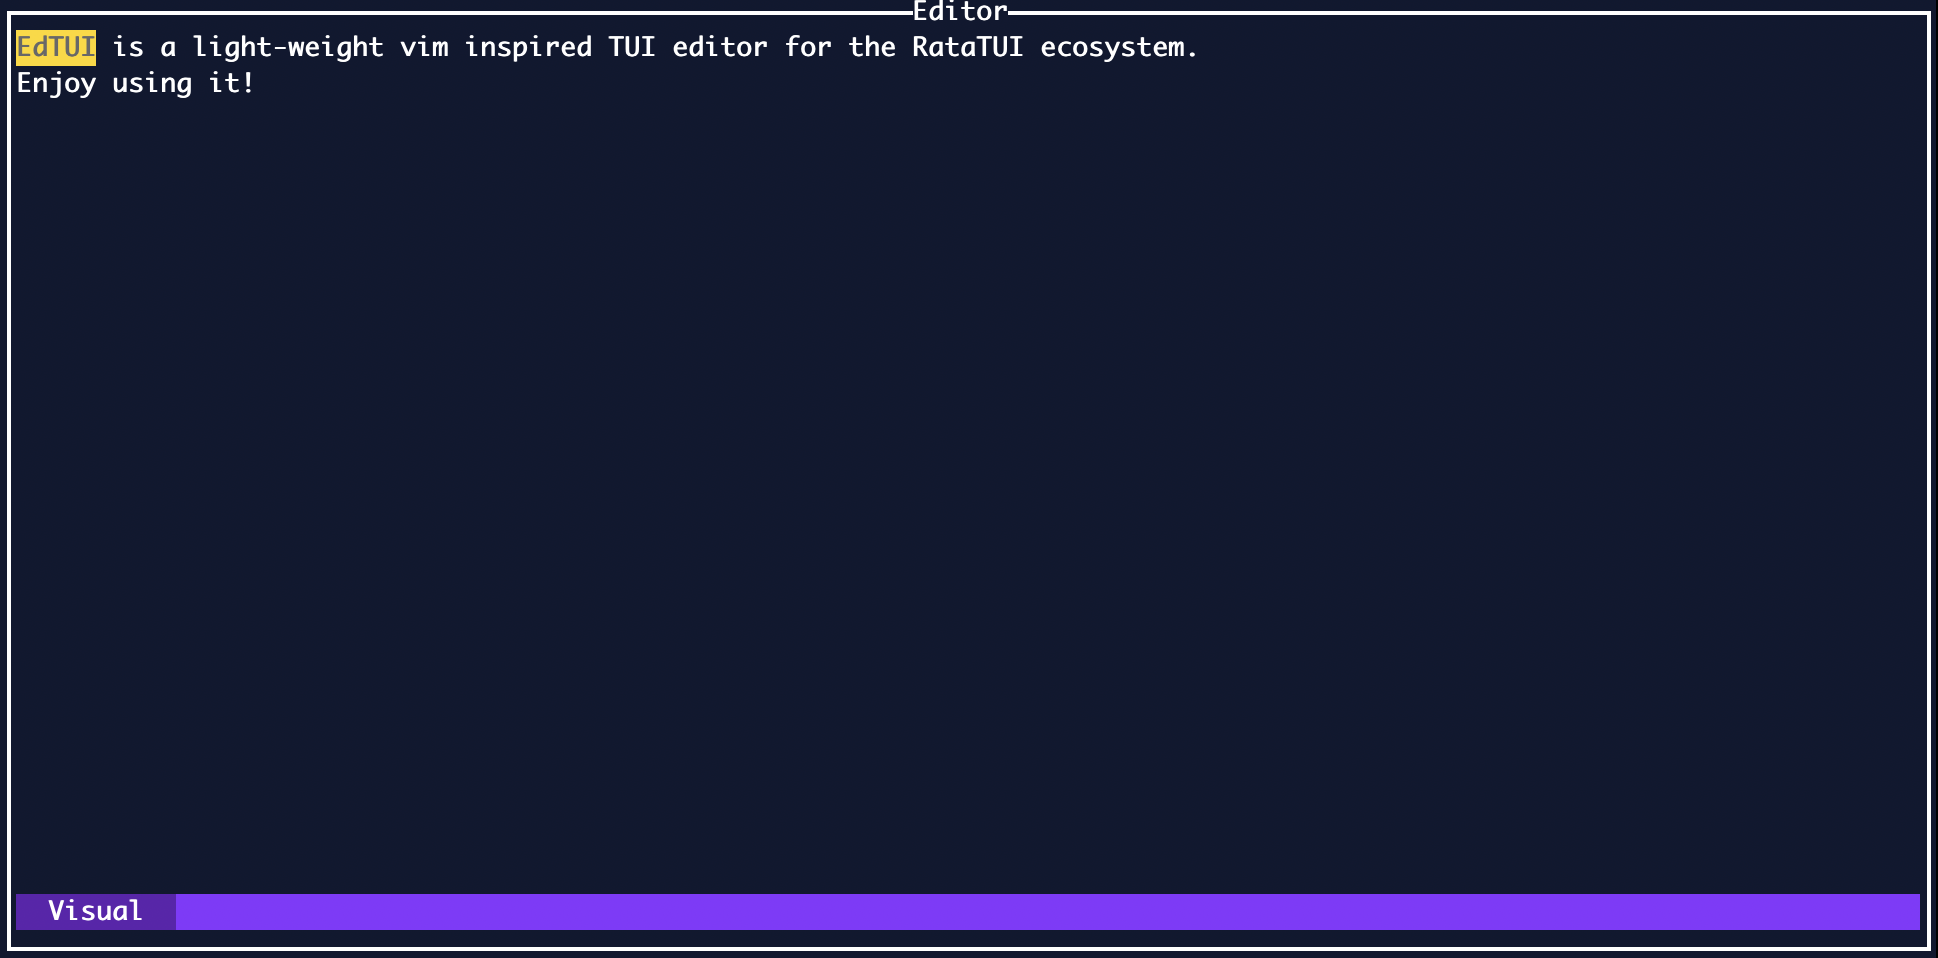 Editor
EdTUI is a light-weight vim inspired TUI editor for the RataTUI ecosystem.
Enjoy using it!
Visual